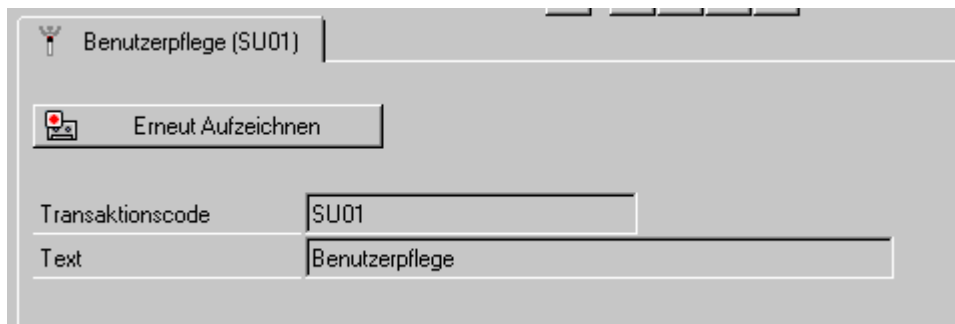 Benutzerpflege (SU01)
Erneut Aufzeichnen
Transaktionscode SU01
Text Benutzerpflege